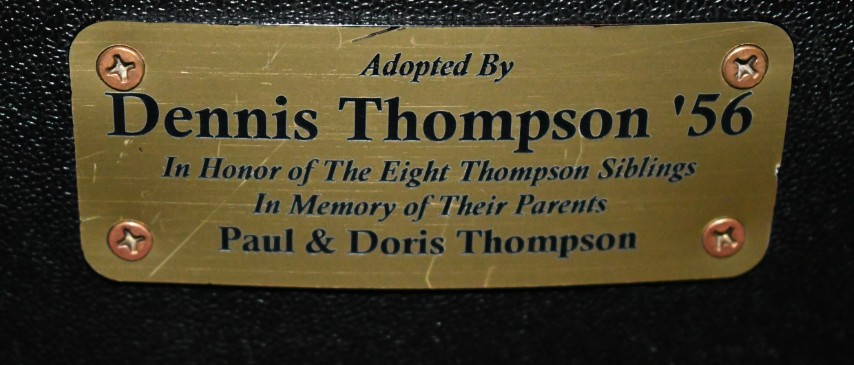 Adopted By
Dennis Thompson '56
In Honor of The Eight Thompson Siblings
In Memory of Their Parents
Paul & Doris Thompson